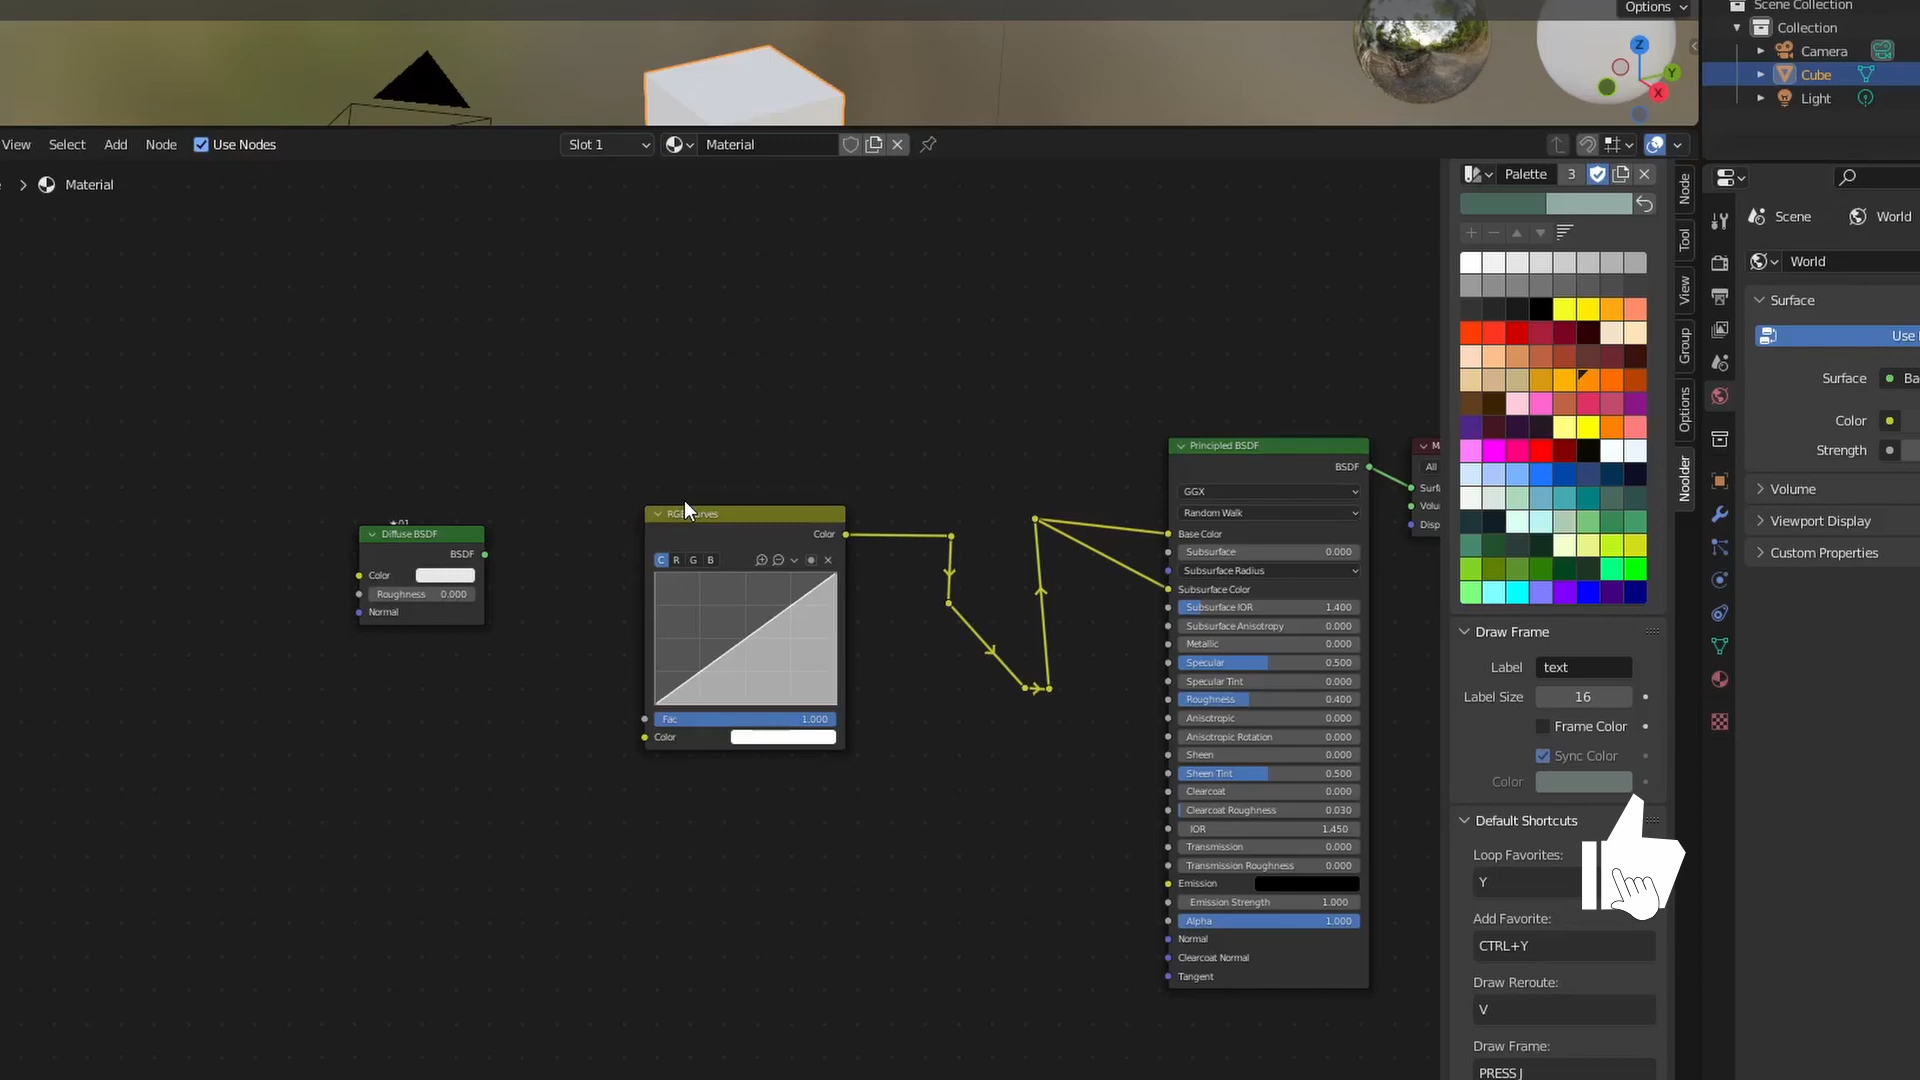 Options
Scene Collection
Collection
Camera
Cube
Light
Z
Y
X
View
Select
Add
Node
Use Nodes
Slot 1
Material
Material
Palette
3
Node
Tool
View
Group
Options
Noolder
Scene
World
World
Surface
Use
Surface
Color
Strength
Volume
Viewport Display
Custom Properties
Diffuse BSDF
BSDF
Color
Roughness 0.000
Normal
Color
C R G B
Fac 1.000
Color
Principled BSDF
BSDF
GGX
Random Walk
Base Color
Subsurface 0.000
Subsurface Radius
Subsurface Color
Subsurface IOR 1.400
Subsurface Anisotropy 0.000
Metallic 0.000
Specular 0.500
Specular Tint 0.000
Roughness 0.400
Anisotropic 0.000
Anisotropic Rotation 0.000
Sheen 0.000
Sheen Tint 0.500
Clearcoat 0.000
Clearcoat Roughness 0.030
IOR 1.450
Transmission 0.000
Transmission Roughness 0.000
Emission
Emission Strength 1.000
Alpha 1.000
Normal
Clearcoat Normal
Tangent
M
All
Surf
Volu
Disp
Draw Frame
Label text
Label Size 16
Frame Color
Sync Color
Color
Default Shortcuts
Loop Favorites:
Y
Add Favorite:
CTRL+Y
Draw Reroute:
V
Draw Frame:
PRESS J